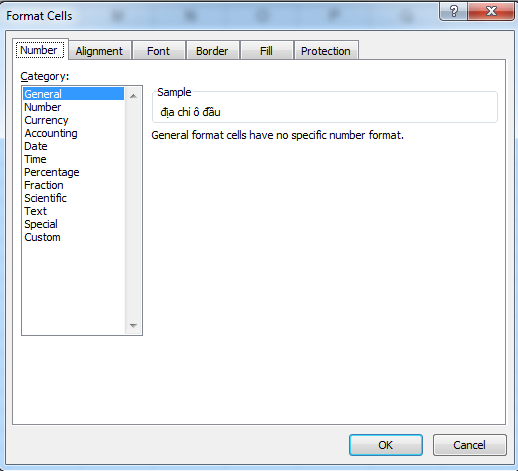 Format Cells
Number Alignment Font Border Fill Protection
Category:
General
Number
Currency
Accounting
Date
Time
Percentage
Fraction
Scientific
Text
Special
Custom
Sample
địa chi ô đầu
General format cells have no specific number format.
OK Cancel